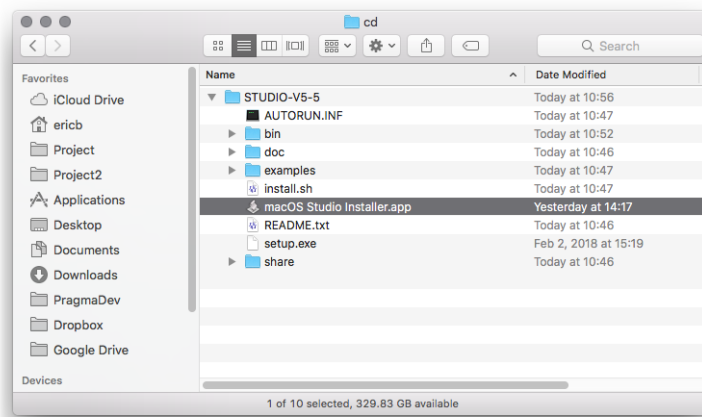 cd
Search
Favorites
iCloud Drive
ericb
Project
Project2
Applications
Desktop
Documents
Downloads
PragmaDev
Dropbox
Google Drive
Devices
Name Date Modified
STUDIO-V5-5 Today at 10:56
AUTORUN.INF Today at 10:47
bin Today at 10:52
doc Today at 10:46
examples Today at 10:47
install.sh Today at 10:47
macOS Studio Installer.app Yesterday at 14:17
README.txt Today at 10:46
setup.exe Feb 2, 2018 at 15:19
share Today at 10:46
1 of 10 selected, 329.83 GB available